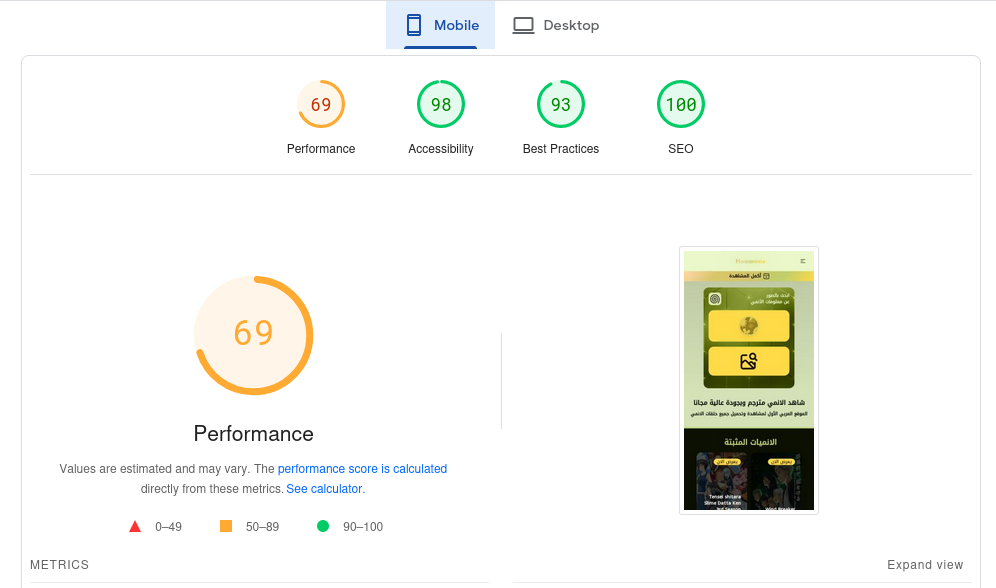 Mobile
Desktop
69
98
93
100
Performance
Accessibility
Best Practices
SEO
69
Performance
Values are estimated and may vary. The performance score is calculated
directly from these metrics. See calculator.
0–49
50–89
90–100
أكمل المشاهدة
ابحث بالصور
عن معلومات الأنمي
شاهد الانمي مترجم وبجودة عالية مجانا
الموقع العربي الأول لمشاهدة وتحميل جميع حلقات الانمي
الانميات المثبتة
يعرض الان
يعرض الان
Tensei shitara
Slime Datta Ken
3rd Season
Wind Breaker
METRICS
Expand view